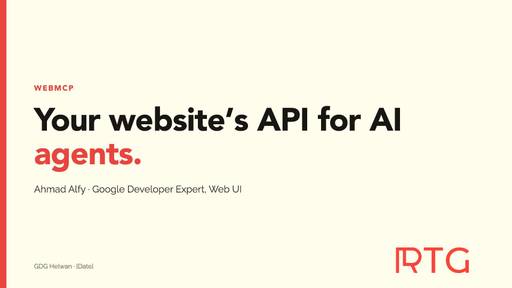 WEBMCP
Your website’s API for AI
agents.
Ahmad Alfy · Google Developer Expert, Web UI
GDG Helwan · [Date]
RTG